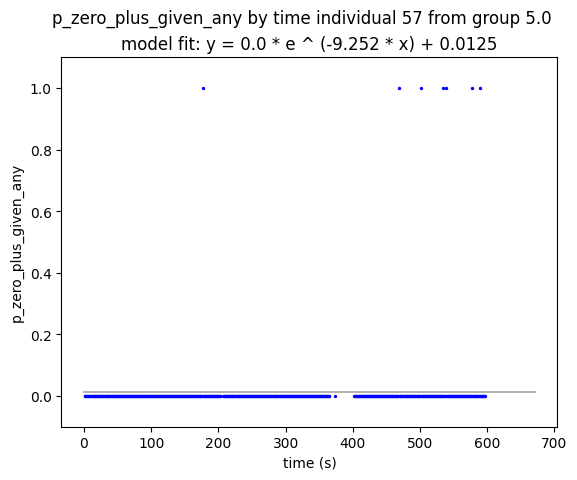 p_zero_plus_given_any by time individual 57 from group 5.0
model fit: y = 0.0 * e ^ (-9.252 * x) + 0.0125
1.0
0.8
0.6
0.4
0.2
0.0
p_zero_plus_given_any
0 100 200 300 400 500 600 700
time (s)